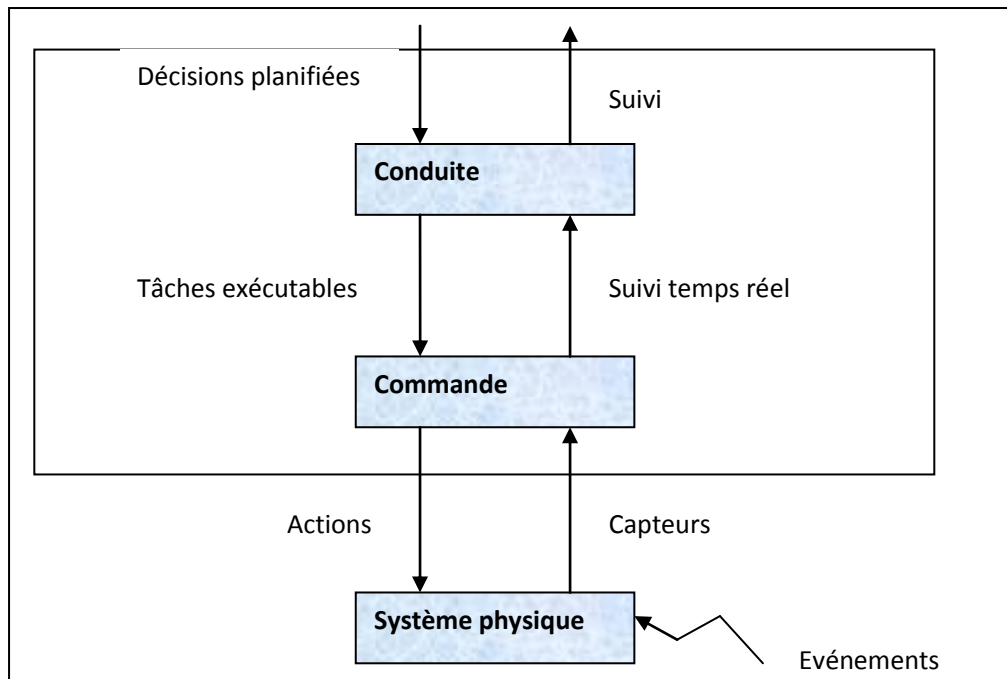 Décisions planifiées
Suivi
Conduite
Tâches exécutables
Suivi temps réel
Commande
Actions
Capteurs
Système physique
Evénements